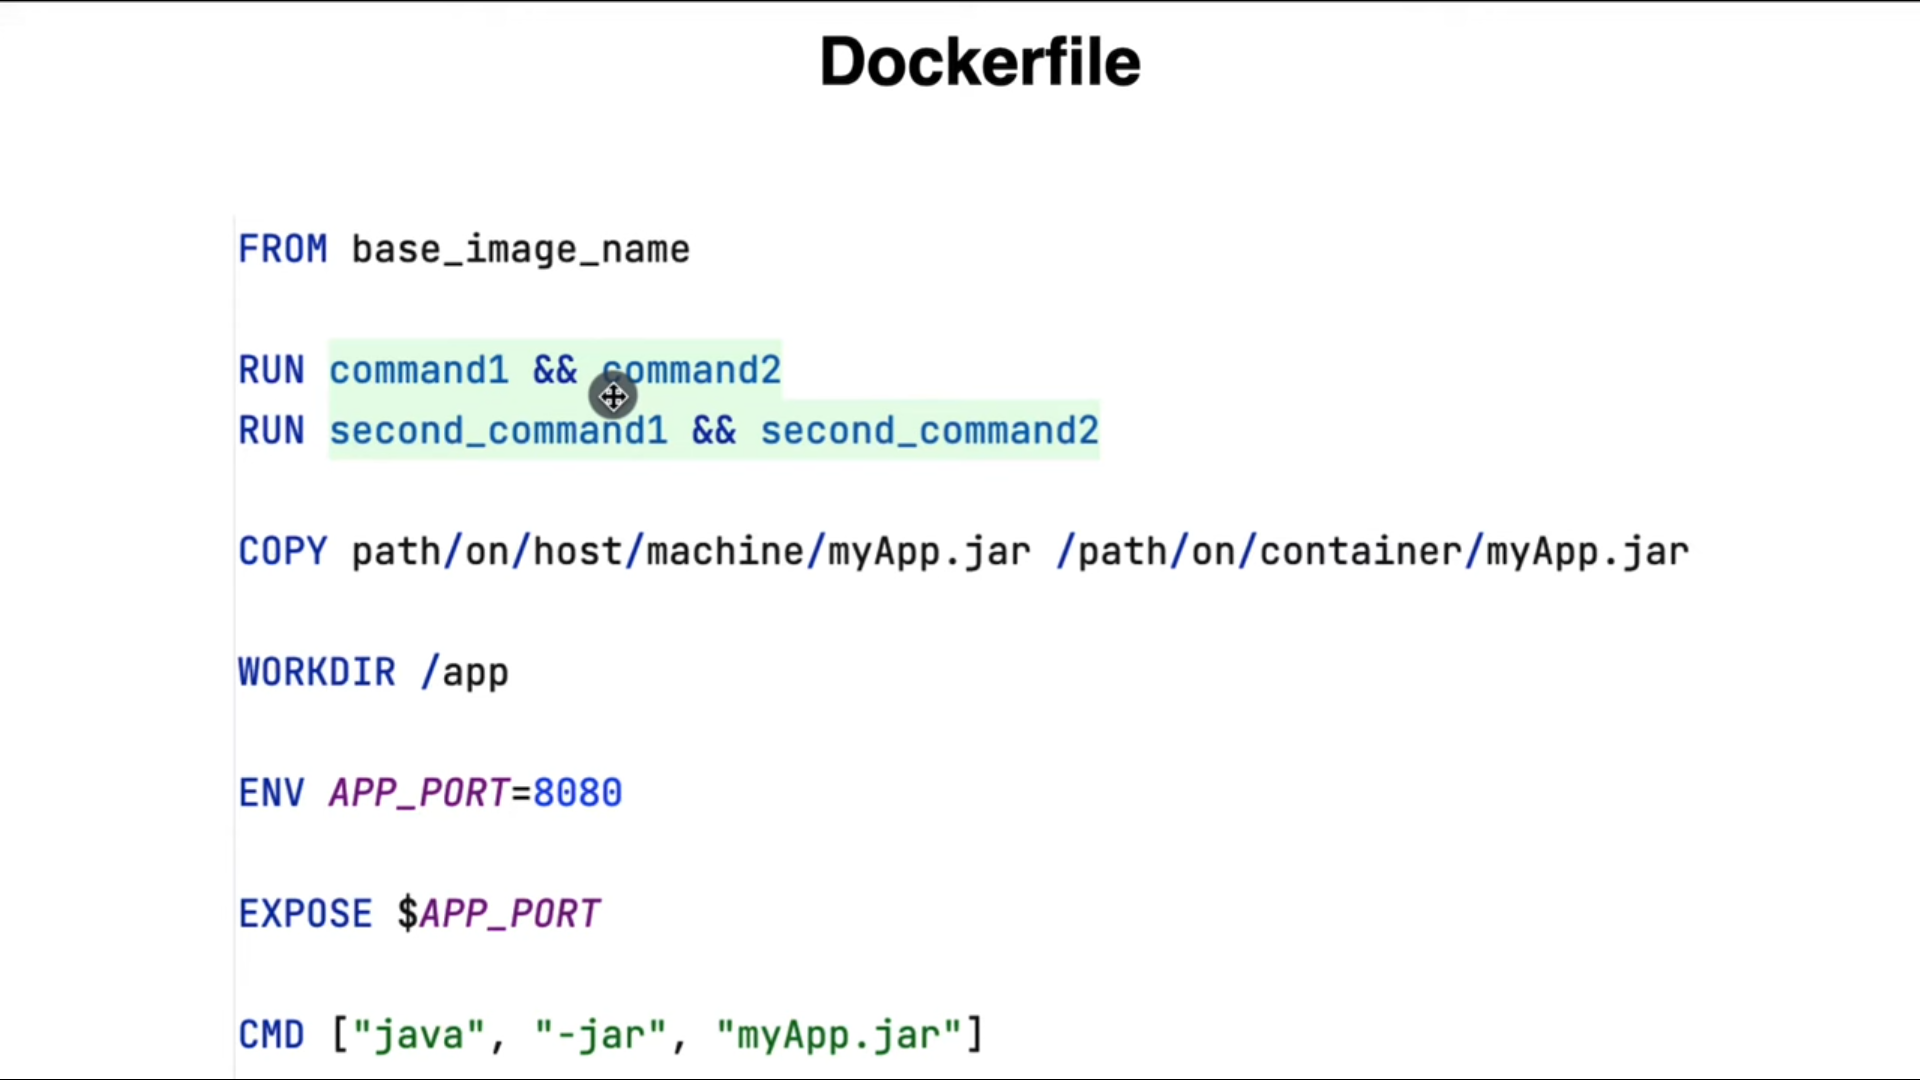 Dockerfile
FROM base_image_name
RUN command1 && command2
RUN second_command1 && second_command2
COPY path/on/host/machine/myApp.jar /path/on/container/myApp.jar
WORKDIR /app
ENV APP_PORT=8080
EXPOSE $APP_PORT
CMD ["java", "-jar", "myApp.jar"]